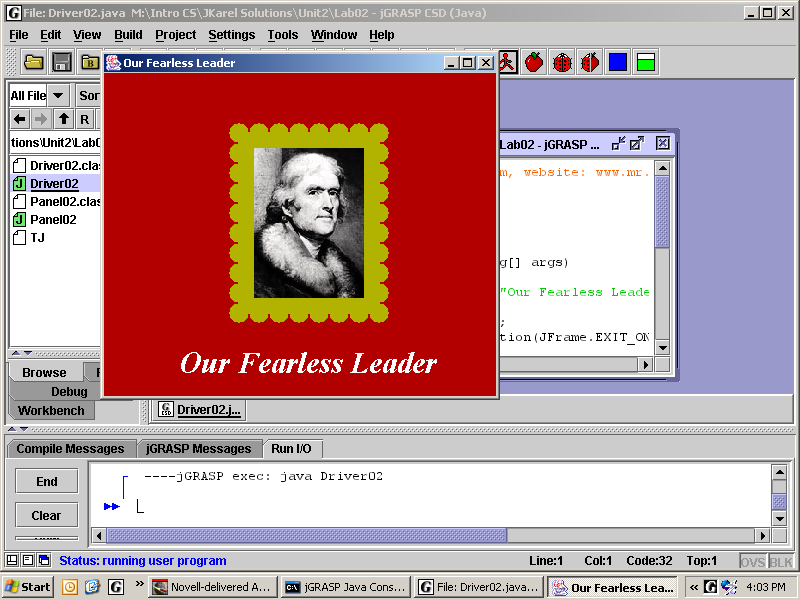 File: Driver02.java  M:\Intro CS\JKarel Solutions\Unit2\Lab02 - jGRASP CSD (Java)
File Edit View Build Project Settings Tools Window Help
Our Fearless Leader
All File
Sor
R
tions\Unit2\Lab0
Driver02.clas
Driver02
Panel02.clas
Panel02
TJ
Lab02 - jGRASP ...
m, website: www.mr.
g[] args)
"Our Fearless Leade
;
tion(JFrame.EXIT_ON
Our Fearless Leader
Browse
Debug
Workbench
Driver02.j...
Compile Messages jGRASP Messages Run I/O
End
Clear
----jGRASP exec: java Driver02
Status: running user program
Line:1 Col:1 Code:32 Top:1 OVS BLK
Start » Novell-delivered A... jGRASP Java Cons... File: Driver02.java... Our Fearless Lea... « 4:03 PM